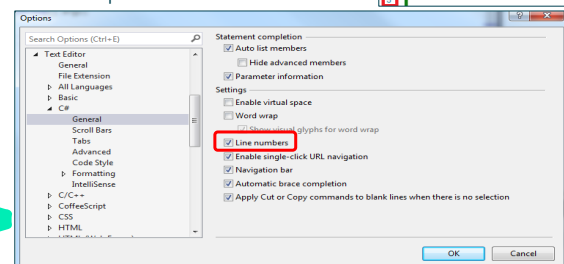 Options
Search Options (Ctrl+E)
Text Editor
General
File Extension
All Languages
Basic
C#
General
Scroll Bars
Tabs
Advanced
Code Style
Formatting
IntelliSense
C/C++
CoffeeScript
CSS
HTML
Statement completion
Auto list members
Hide advanced members
Parameter information
Settings
Enable virtual space
Word wrap
Show visual glyphs for word wrap
Line numbers
Enable single-click URL navigation
Navigation bar
Automatic brace completion
Apply Cut or Copy commands to blank lines when there is no selection
OK
Cancel